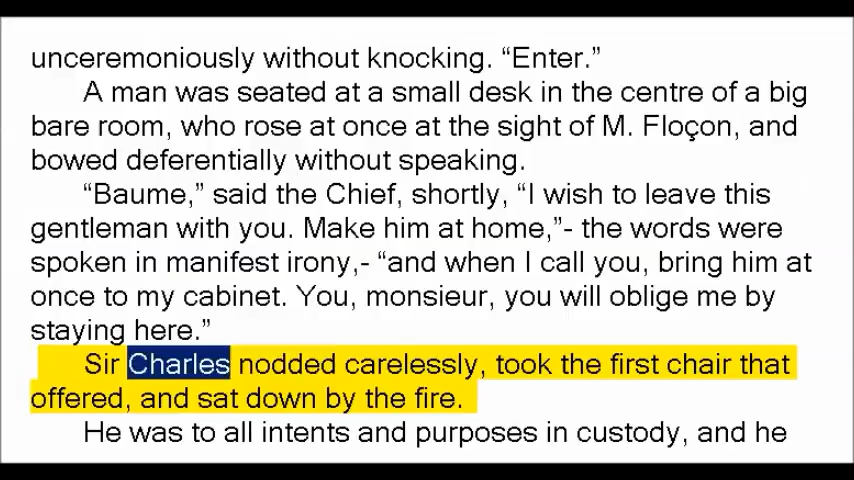 unceremoniously without knocking. “Enter.”
A man was seated at a small desk in the centre of a big
bare room, who rose at once at the sight of M. Floçon, and
bowed deferentially without speaking.
“Baume,” said the Chief, shortly, “I wish to leave this
gentleman with you. Make him at home,”- the words were
spoken in manifest irony,- “and when I call you, bring him at
once to my cabinet. You, monsieur, you will oblige me by
staying here.”
Sir Charles nodded carelessly, took the first chair that
offered, and sat down by the fire.
He was to all intents and purposes in custody, and he